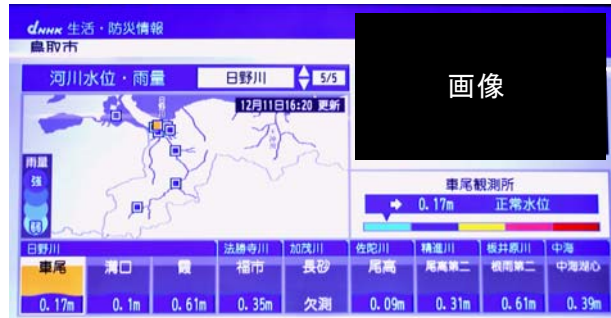 dNHK 生活・防災情報
鳥取市
河川水位・雨量
日野川
5/5
画像
12月11日16:20 更新
雨量
強
弱
車尾観測所
0.17m 正常水位
日野川 法勝寺川 加茂川 佐陀川 精進川 板井原川 中海
車尾 溝口 霞 福市 長砂 尾高 尾高第二 根雨第二 中海湖心
0.17m 0.1m 0.61m 0.35m 欠測 0.09m 0.31m 0.61m 0.39m